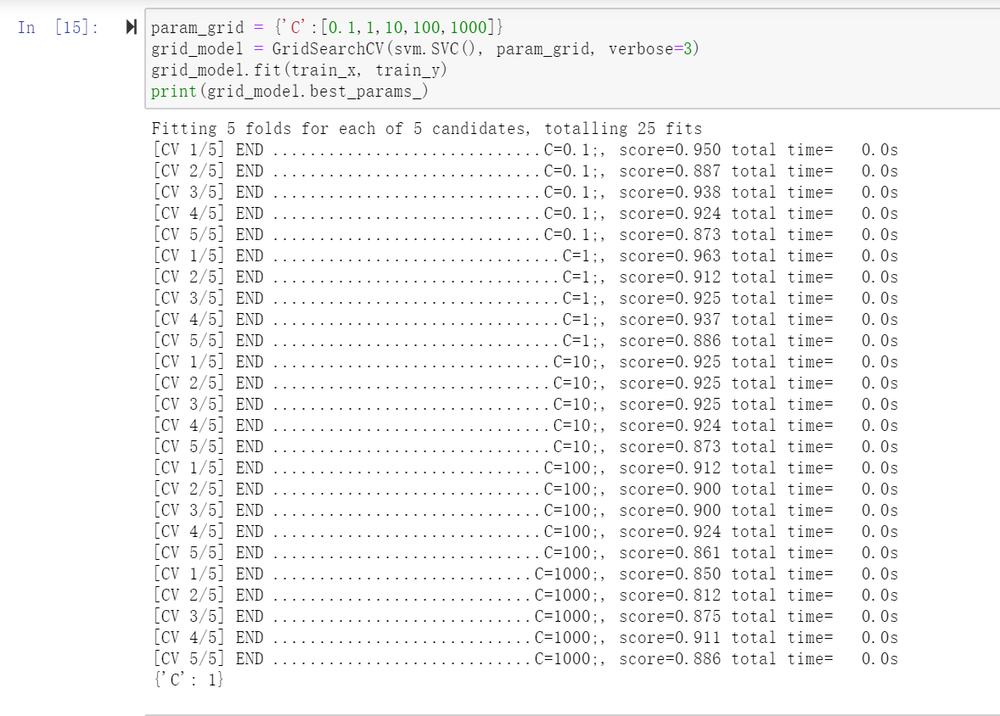 In [15]:
param_grid = {'C':[0.1,1,10,100,1000]}
grid_model = GridSearchCV(svm.SVC(), param_grid, verbose=3)
grid_model.fit(train_x, train_y)
print(grid_model.best_params_)
Fitting 5 folds for each of 5 candidates, totalling 25 fits
[CV 1/5] END .............................C=0.1;, score=0.950 total time=   0.0s
[CV 2/5] END .............................C=0.1;, score=0.887 total time=   0.0s
[CV 3/5] END .............................C=0.1;, score=0.938 total time=   0.0s
[CV 4/5] END .............................C=0.1;, score=0.924 total time=   0.0s
[CV 5/5] END .............................C=0.1;, score=0.873 total time=   0.0s
[CV 1/5] END ...............................C=1;, score=0.963 total time=   0.0s
[CV 2/5] END ...............................C=1;, score=0.912 total time=   0.0s
[CV 3/5] END ...............................C=1;, score=0.925 total time=   0.0s
[CV 4/5] END ...............................C=1;, score=0.937 total time=   0.0s
[CV 5/5] END ...............................C=1;, score=0.886 total time=   0.0s
[CV 1/5] END ..............................C=10;, score=0.925 total time=   0.0s
[CV 2/5] END ..............................C=10;, score=0.925 total time=   0.0s
[CV 3/5] END ..............................C=10;, score=0.925 total time=   0.0s
[CV 4/5] END ..............................C=10;, score=0.924 total time=   0.0s
[CV 5/5] END ..............................C=10;, score=0.873 total time=   0.0s
[CV 1/5] END .............................C=100;, score=0.912 total time=   0.0s
[CV 2/5] END .............................C=100;, score=0.900 total time=   0.0s
[CV 3/5] END .............................C=100;, score=0.900 total time=   0.0s
[CV 4/5] END .............................C=100;, score=0.924 total time=   0.0s
[CV 5/5] END .............................C=100;, score=0.861 total time=   0.0s
[CV 1/5] END ............................C=1000;, score=0.850 total time=   0.0s
[CV 2/5] END ............................C=1000;, score=0.812 total time=   0.0s
[CV 3/5] END ............................C=1000;, score=0.875 total time=   0.0s
[CV 4/5] END ............................C=1000;, score=0.911 total time=   0.0s
[CV 5/5] END ............................C=1000;, score=0.886 total time=   0.0s
{'C': 1}